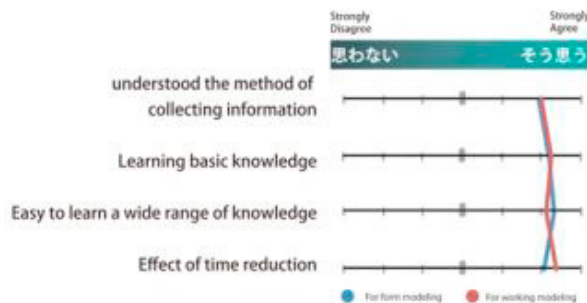 Strongly
Disagree
Strongly
Agree
思わない
そう思う
understood the method of
collecting information
Learning basic knowledge
Easy to learn a wide range of knowledge
Effect of time reduction
For form modeling
For working modeling